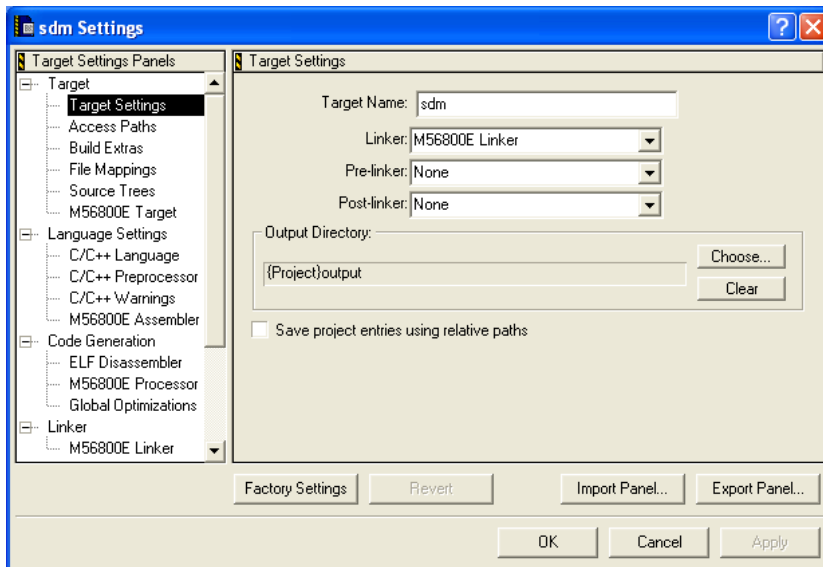 sdm Settings
Target Settings Panels
Target
Target Settings
Access Paths
Build Extras
File Mappings
Source Trees
M56800E Target
Language Settings
C/C++ Language
C/C++ Preprocessor
C/C++ Warnings
M56800E Assembler
Code Generation
ELF Disassembler
M56800E Processor
Global Optimizations
Linker
M56800E Linker
Target Settings
Target Name: sdm
Linker: M56800E Linker
Pre-linker: None
Post-linker: None
Output Directory:
{Project}output
Choose...
Clear
Save project entries using relative paths
Factory Settings
Revert
Import Panel...
Export Panel...
OK
Cancel
Apply